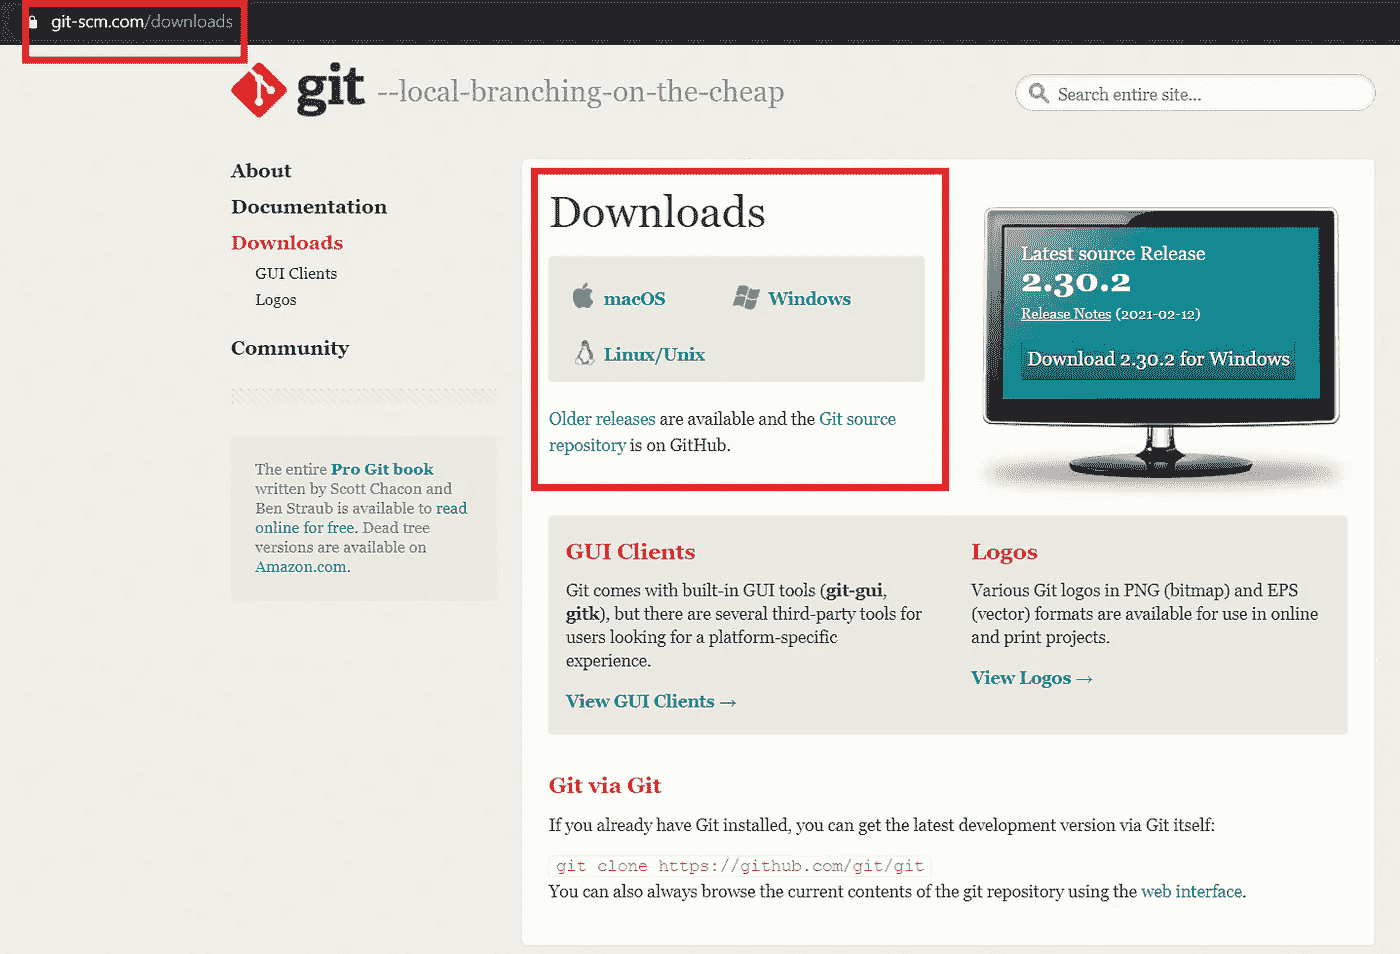 git-scm.com/downloads
git --local-branching-on-the-cheap
Search entire site...
About
Documentation
Downloads
GUI Clients
Logos
Community
The entire Pro Git book
written by Scott Chacon and
Ben Straub is available to read
online for free. Dead tree
versions are available on
Amazon.com.
Downloads
macOS
Windows
Linux/Unix
Older releases are available and the Git source
repository is on GitHub.
Latest source Release
2.30.2
Release Notes (2021-02-12)
Download 2.30.2 for Windows
GUI Clients
Git comes with built-in GUI tools (git-gui,
gitk), but there are several third-party tools for
users looking for a platform-specific
experience.
View GUI Clients →
Logos
Various Git logos in PNG (bitmap) and EPS
(vector) formats are available for use in online
and print projects.
View Logos →
Git via Git
If you already have Git installed, you can get the latest development version via Git itself:
git clone https://github.com/git/git
You can also always browse the current contents of the git repository using the web interface.